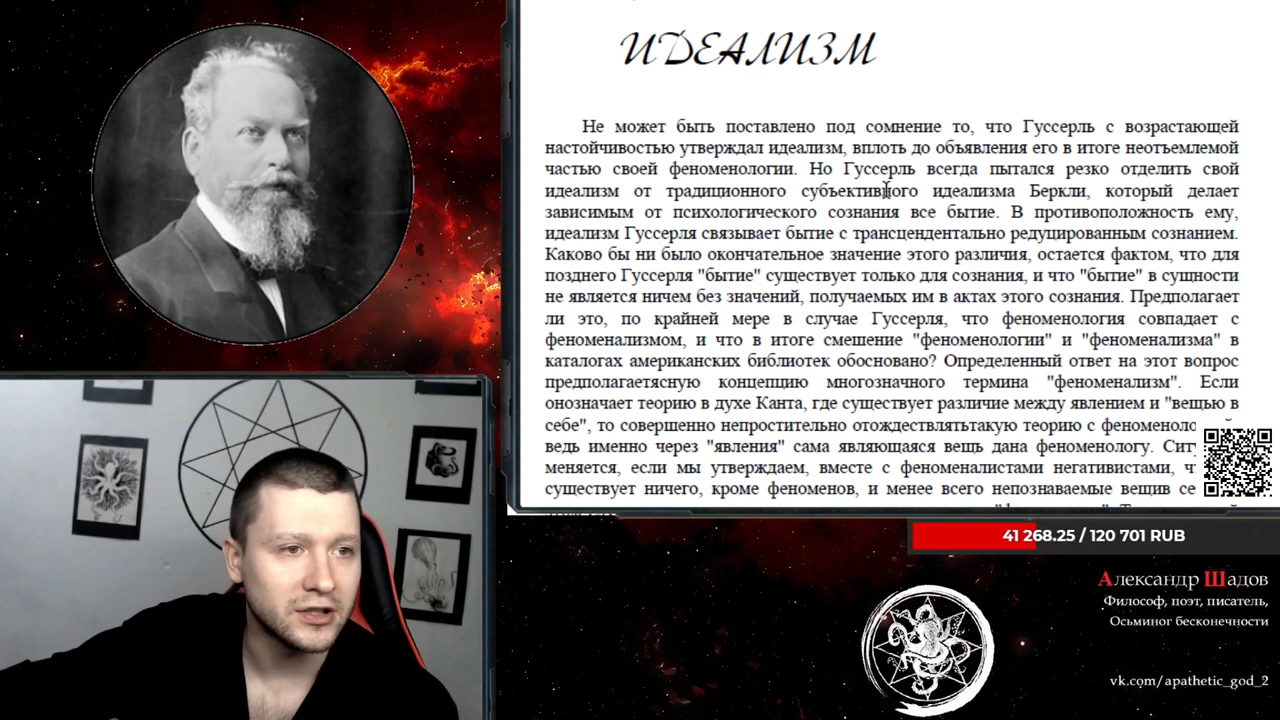 ИДЕАЛИЗМ
Не может быть поставлено под сомнение то, что Гуссерль с возрастающей
настойчивостью утверждал идеализм, вплоть до объявления его в итоге неотъемлемой
частью своей феноменологии. Но Гуссерль всегда пытался резко отделить свой
идеализм от традиционного субъективного идеализма Беркли, который делает
зависимым от психологического сознания все бытие. В противоположность ему,
идеализм Гуссерля связывает бытие с трансцендентально редуцированным сознанием.
Каково бы ни было окончательное значение этого различия, остается фактом, что для
позднего Гуссерля "бытие" существует только для сознания, и что "бытие" в сущности
не является ничем без значений, получаемых им в актах этого сознания. Предполагает
ли это, по крайней мере в случае Гуссерля, что феноменология совпадает с
феноменализмом, и что в итоге смешение "феноменологии" и "феноменализма" в
каталогах американских библиотек обосновано? Определенный ответ на этот вопрос
предполагаетясную концепцию многозначного термина "феноменализм". Если
онозначает теорию в духе Канта, где существует различие между явлением и "вещью в
себе", то совершенно непростительно отождествлятьтакую теорию с
ведь именно через "явления" сама являющаяся вещь дана феноменологу.
меняется, если мы утверждаем, вместе с феноменалистами негативистами,
существует ничего, кроме феноменов, и менее всего непознаваемые вещив
41 268.25 / 120 701 RUB
Александр Шадов
Философ, поэт, писатель,
Осьминог бесконечности
vk.com/apathetic_god_2